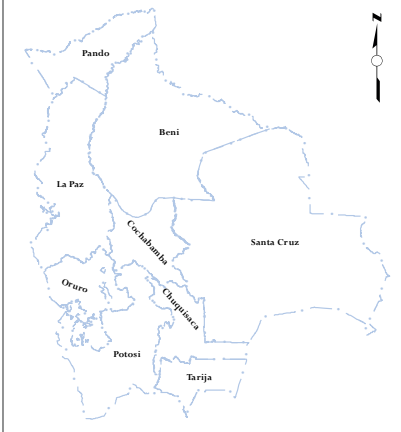 N
Pando
Beni
La Paz
Cochabamba
Santa Cruz
Oruro
Chuquisaca
Potosi
Tarija